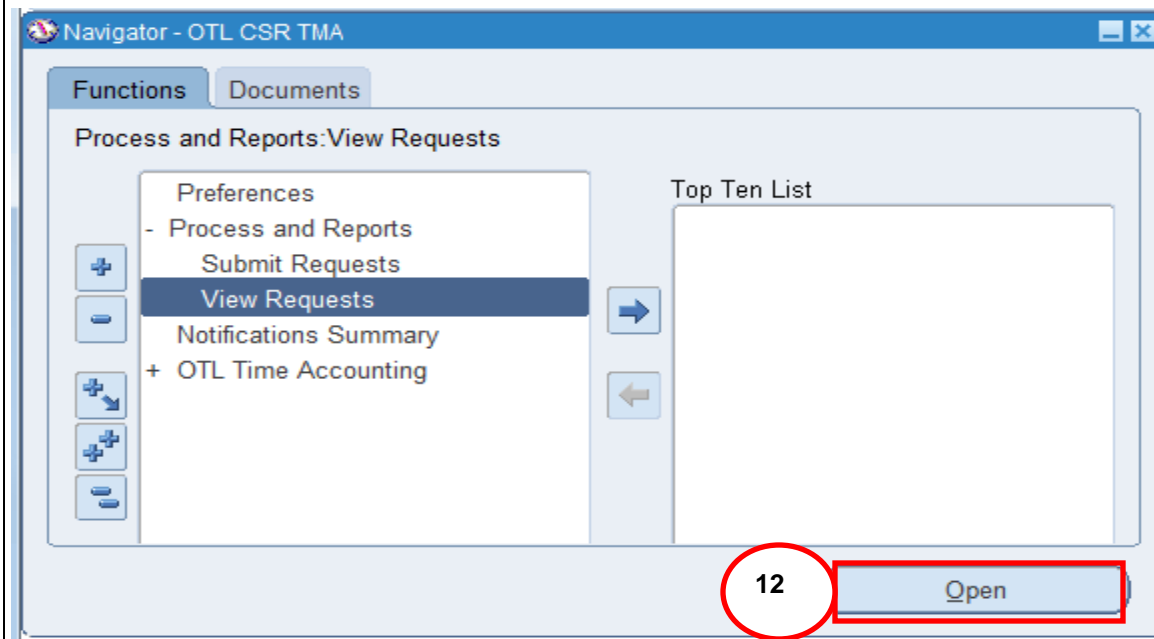 Navigator - OTL CSR TMA
Functions Documents
Process and Reports:View Requests
Preferences
- Process and Reports
Submit Requests
View Requests
Notifications Summary
+ OTL Time Accounting
Top Ten List
12
Open